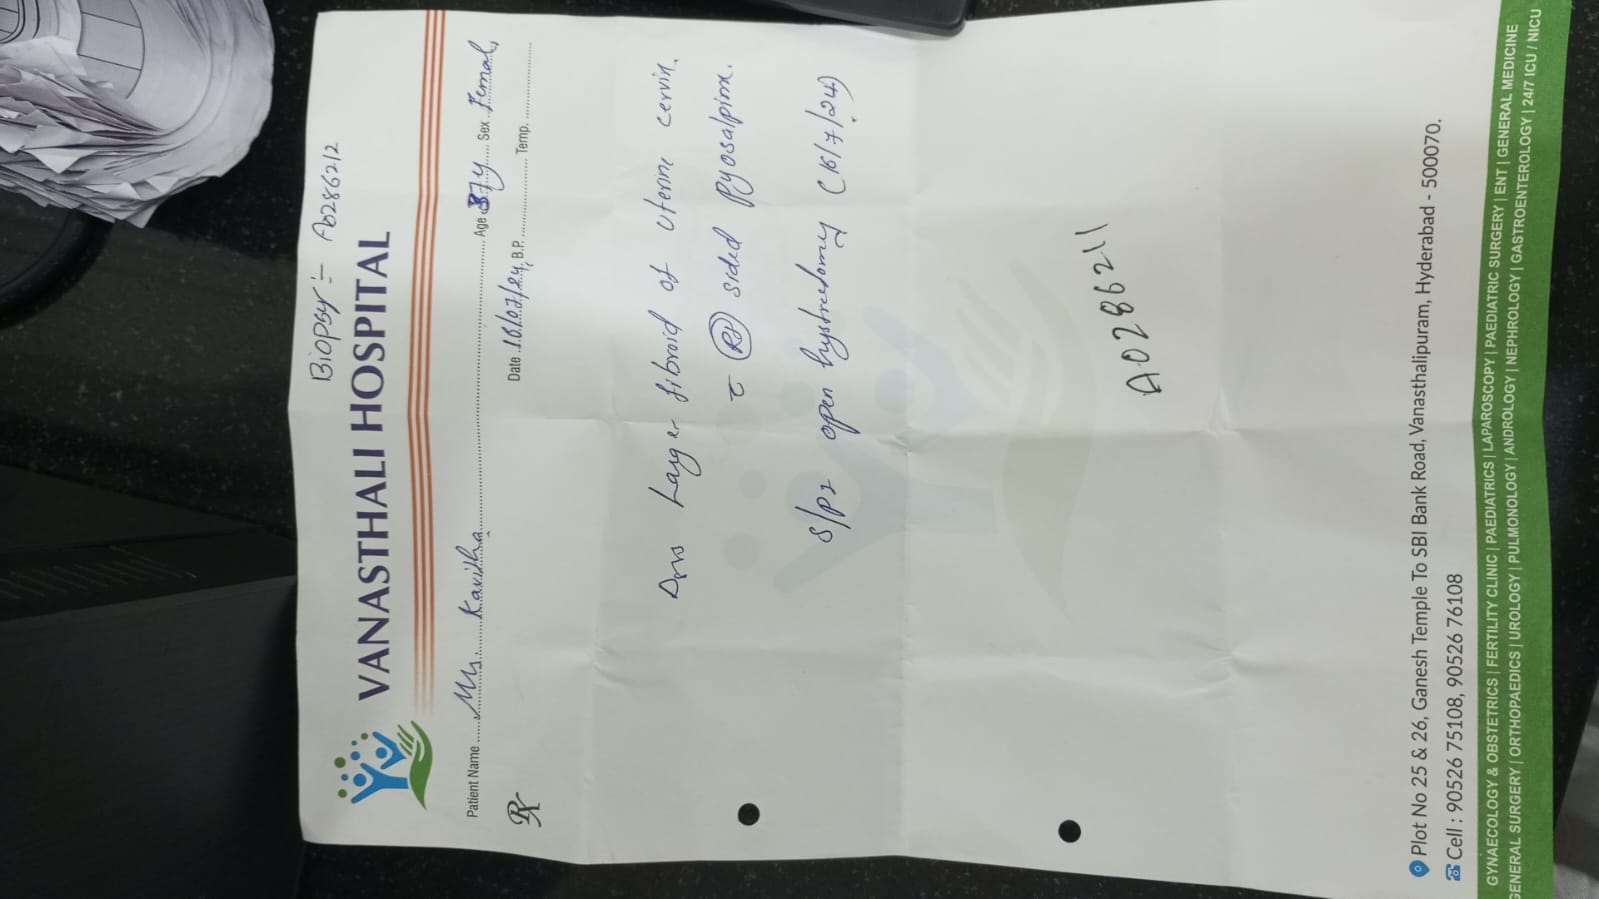 Biopsy:- A0286212
VANASTHALI HOSPITAL
Patient Name Mrs. Kavitha Age 37y Sex Female
Date 16/07/24 B.P. Temp.
Rx
Large fibroid of uterine cervix.
c Rt sided pyosalpinx.
S/P open hysterectomy (16/7/24)
A0286211
Plot No 25 & 26, Ganesh Temple To SBI Bank Road, Vanasthalipuram, Hyderabad - 500070.
Cell : 90526 75108, 90526 76108
GYNAECOLOGY & OBSTETRICS | FERTILITY CLINIC | PAEDIATRICS | LAPAROSCOPY | PAEDIATRIC SURGERY | ENT | GENERAL MEDICINE
GENERAL SURGERY | ORTHOPAEDICS | UROLOGY | PULMONOLOGY | ANDROLOGY | NEPHROLOGY | GASTROENTEROLOGY | 24/7 ICU / NICU